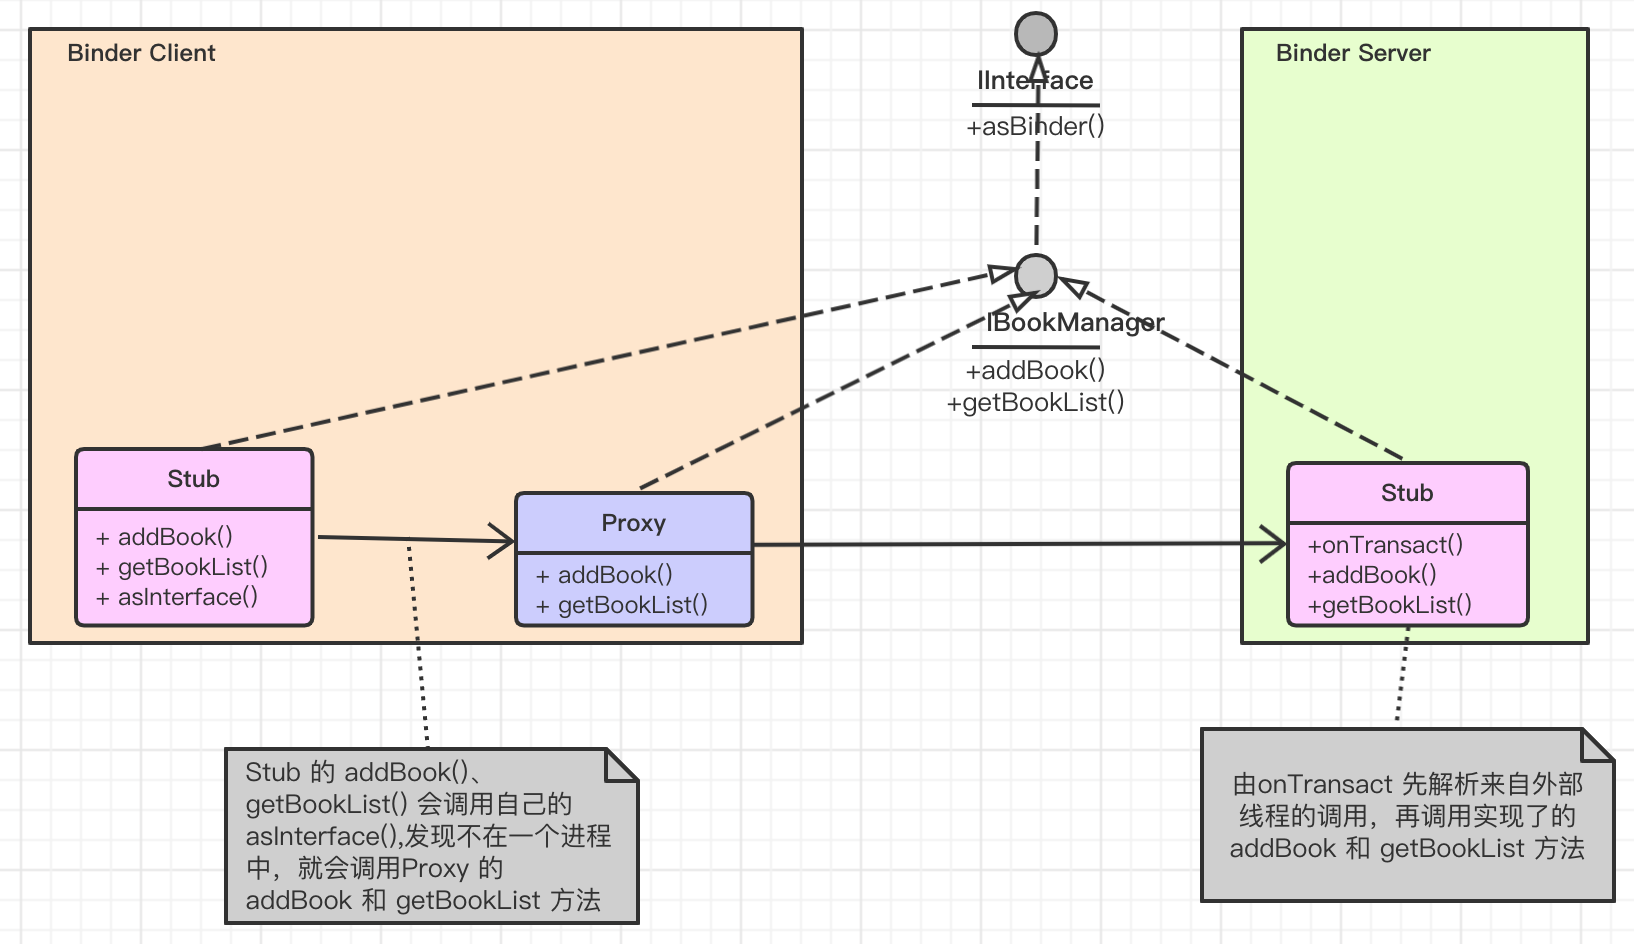 Binder Client
IInterface
+asBinder()
Binder Server
IBookManager
+addBook()
+getBookList()
Stub
+ addBook()
+ getBookList()
+ asInterface()
Proxy
+ addBook()
+ getBookList()
Stub
+onTransact()
+addBook()
+getBookList()
Stub 的 addBook()、
getBookList() 会调用自己的
asInterface(),发现不在一个进程
中，就会调用Proxy 的
addBook 和 getBookList 方法
由onTransact 先解析来自外部
线程的调用，再调用实现了的
addBook 和 getBookList 方法